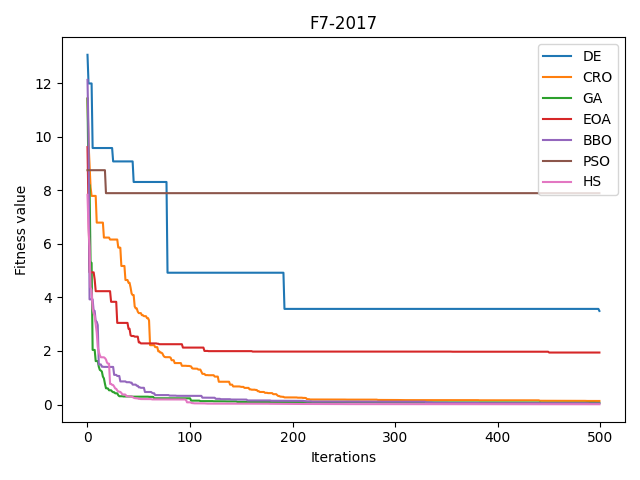 F7-2017
Fitness value
12
10
8
6
4
2
0
DE
CRO
GA
EOA
BBO
PSO
HS
0 100 200 300 400 500
Iterations